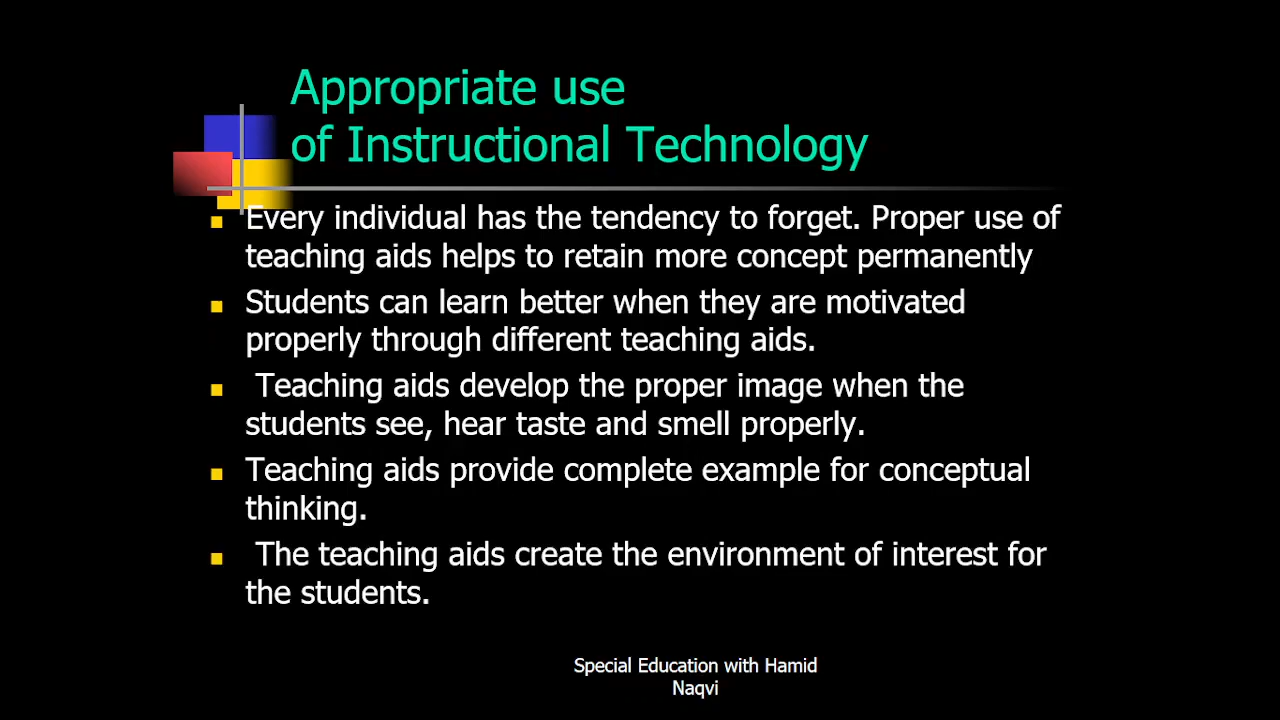 Appropriate use
of Instructional Technology
Every individual has the tendency to forget. Proper use of
teaching aids helps to retain more concept permanently
Students can learn better when they are motivated
properly through different teaching aids.
Teaching aids develop the proper image when the
students see, hear taste and smell properly.
Teaching aids provide complete example for conceptual
thinking.
The teaching aids create the environment of interest for
the students.
Special Education with Hamid
Naqvi